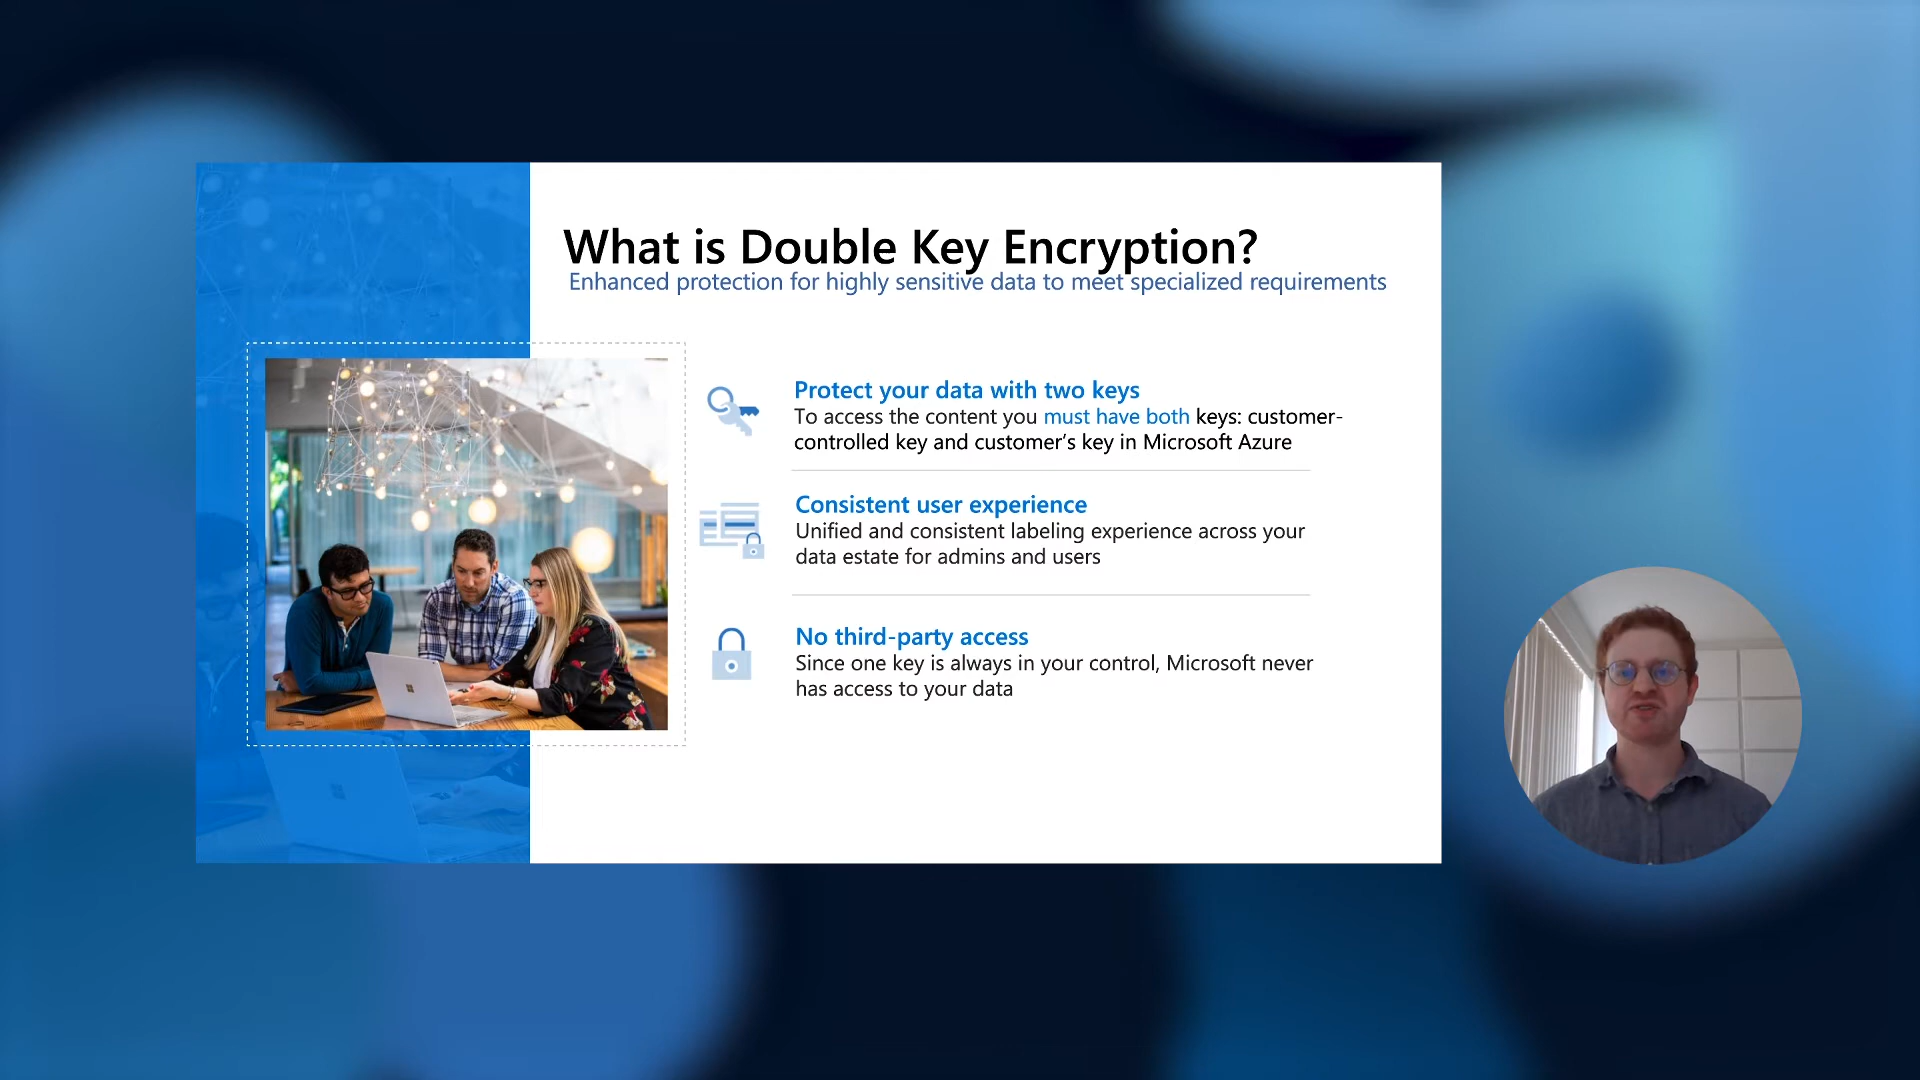 What is Double Key Encryption?
Enhanced protection for highly sensitive data to meet specialized requirements
Protect your data with two keys
To access the content you must have both keys: customer-
controlled key and customer’s key in Microsoft Azure
Consistent user experience
Unified and consistent labeling experience across your
data estate for admins and users
No third-party access
Since one key is always in your control, Microsoft never
has access to your data